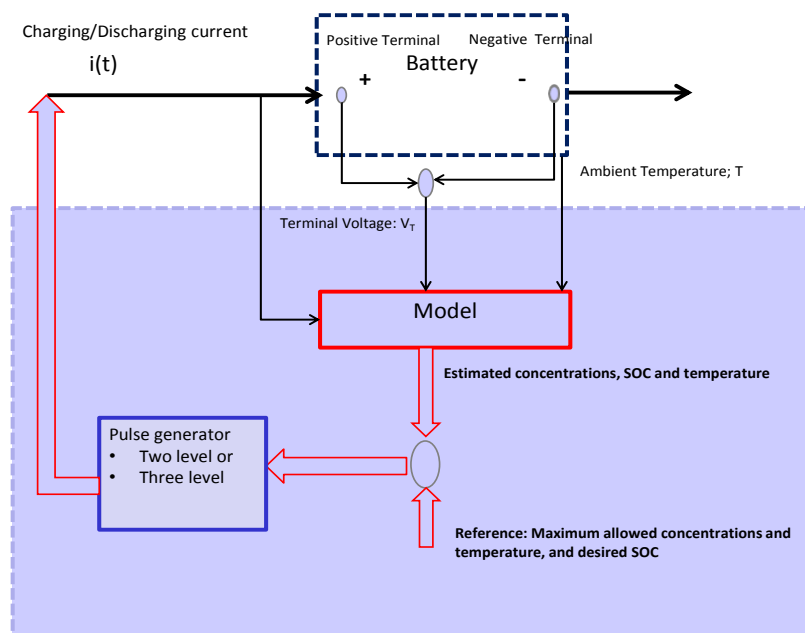 Charging/Discharging current
i(t)
Positive Terminal
Negative Terminal
Battery
+
-
Ambient Temperature; T
Terminal Voltage: V_T
Model
Estimated concentrations, SOC and temperature
Pulse generator
• Two level or
• Three level
Reference: Maximum allowed concentrations and
temperature, and desired SOC